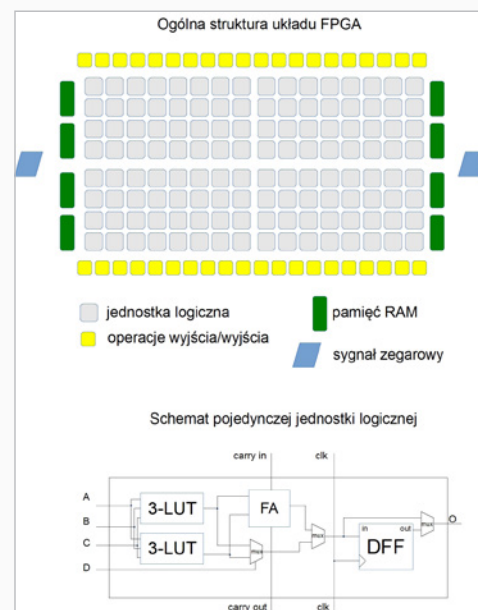 Ogólna struktura układu FPGA
jednostka logiczna
pamięć RAM
operacje wyjścia/wyjścia
sygnał zegarowy
Schemat pojedynczej jednostki logicznej
carry in
clk
A
3-LUT
FA
B
mux
in
out
mux
O
C
3-LUT
mux
DFF
D
carry out
clk